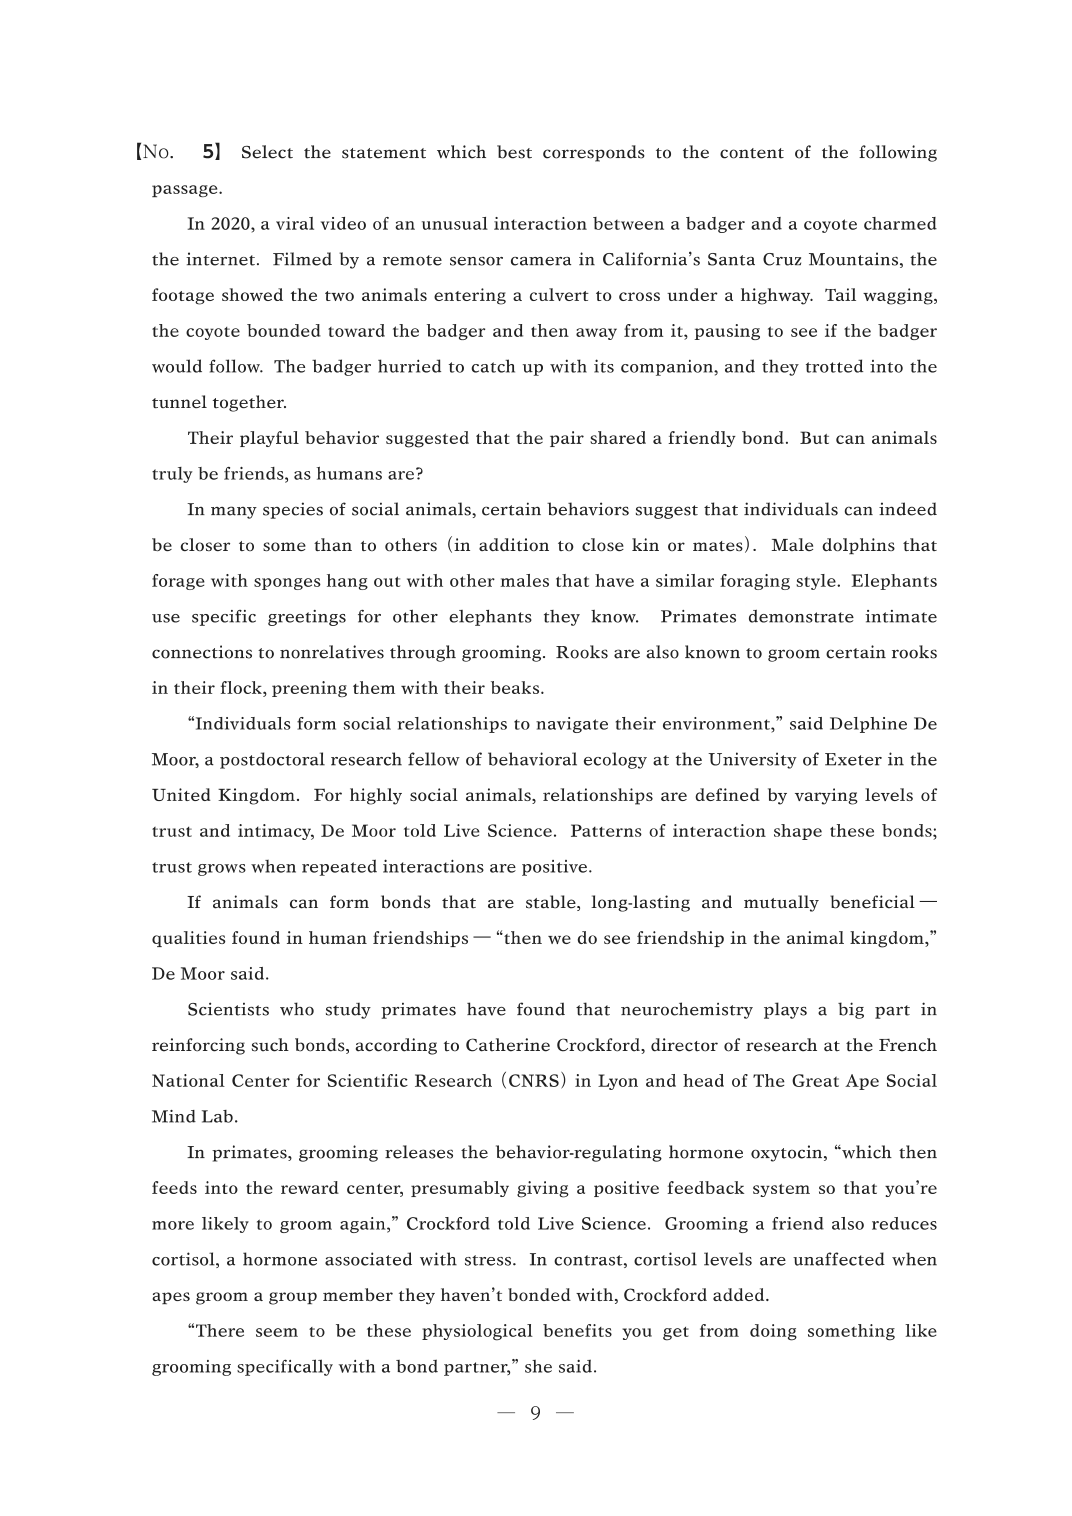 【No. 5】 Select the statement which best corresponds to the content of the following
passage.
In 2020, a viral video of an unusual interaction between a badger and a coyote charmed
the internet. Filmed by a remote sensor camera in California’s Santa Cruz Mountains, the
footage showed the two animals entering a culvert to cross under a highway. Tail wagging,
the coyote bounded toward the badger and then away from it, pausing to see if the badger
would follow. The badger hurried to catch up with its companion, and they trotted into the
tunnel together.
Their playful behavior suggested that the pair shared a friendly bond. But can animals
truly be friends, as humans are?
In many species of social animals, certain behaviors suggest that individuals can indeed
be closer to some than to others (in addition to close kin or mates). Male dolphins that
forage with sponges hang out with other males that have a similar foraging style. Elephants
use specific greetings for other elephants they know. Primates demonstrate intimate
connections to nonrelatives through grooming. Rooks are also known to groom certain rooks
in their flock, preening them with their beaks.
“Individuals form social relationships to navigate their environment,” said Delphine De
Moor, a postdoctoral research fellow of behavioral ecology at the University of Exeter in the
United Kingdom. For highly social animals, relationships are defined by varying levels of
trust and intimacy, De Moor told Live Science. Patterns of interaction shape these bonds;
trust grows when repeated interactions are positive.
If animals can form bonds that are stable, long-lasting and mutually beneficial —
qualities found in human friendships — “then we do see friendship in the animal kingdom,”
De Moor said.
Scientists who study primates have found that neurochemistry plays a big part in
reinforcing such bonds, according to Catherine Crockford, director of research at the French
National Center for Scientific Research (CNRS) in Lyon and head of The Great Ape Social
Mind Lab.
In primates, grooming releases the behavior-regulating hormone oxytocin, “which then
feeds into the reward center, presumably giving a positive feedback system so that you’re
more likely to groom again,” Crockford told Live Science. Grooming a friend also reduces
cortisol, a hormone associated with stress. In contrast, cortisol levels are unaffected when
apes groom a group member they haven’t bonded with, Crockford added.
“There seem to be these physiological benefits you get from doing something like
grooming specifically with a bond partner,” she said.
— 9 —